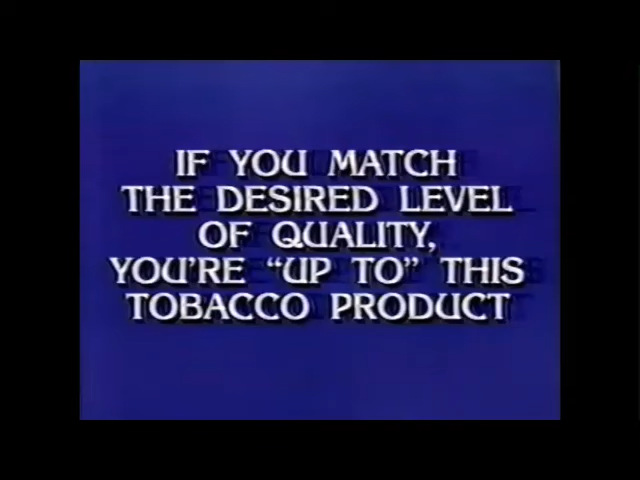 IF YOU MATCH
THE DESIRED LEVEL
OF QUALITY,
YOU'RE “UP TO” THIS
TOBACCO PRODUCT